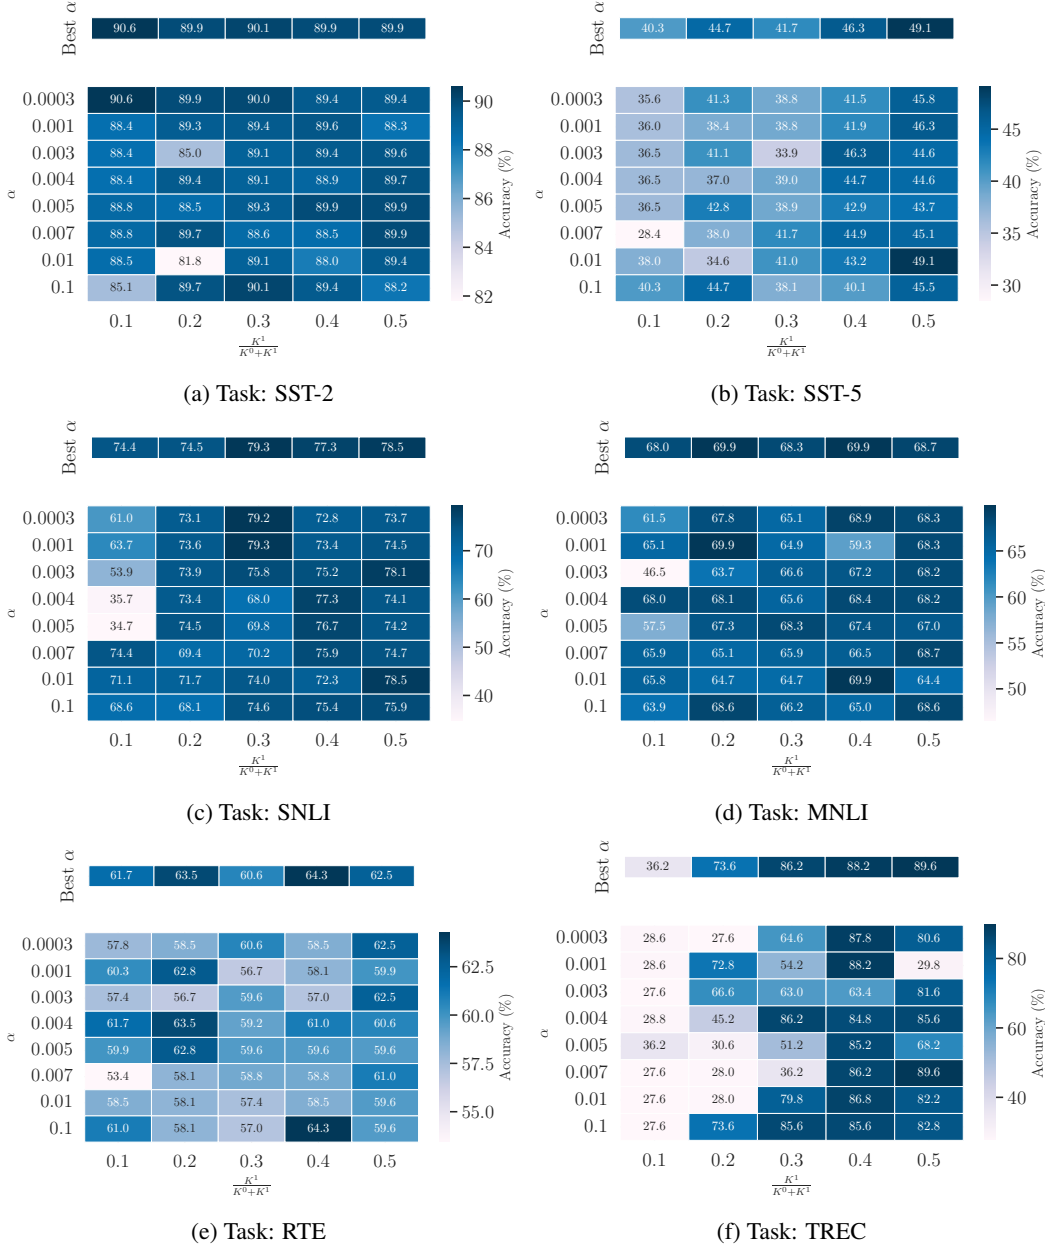 Best α
90.6 89.9 90.1 89.9 89.9
α
0.0003 90.6 89.9 90.0 89.4 89.4
0.001 88.4 89.3 89.4 89.6 88.3
0.003 88.4 85.0 89.1 89.4 89.6
0.004 88.4 89.4 89.1 88.9 89.7
0.005 88.8 88.5 89.3 89.9 89.9
0.007 88.8 89.7 88.6 88.5 89.9
0.01 88.5 81.8 89.1 88.0 89.4
0.1 85.1 89.7 90.1 89.4 88.2
0.1 0.2 0.3 0.4 0.5
K¹/(K⁰+K¹)
90
88
86
84
82
Accuracy (%)
(a) Task: SST-2
Best α
40.3 44.7 41.7 46.3 49.1
α
0.0003 35.6 41.3 38.8 41.5 45.8
0.001 36.0 38.4 38.8 41.9 46.3
0.003 36.5 41.1 33.9 46.3 44.6
0.004 36.5 37.0 39.0 44.7 44.6
0.005 36.5 42.8 38.9 42.9 43.7
0.007 28.4 38.0 41.7 44.9 45.1
0.01 38.0 34.6 41.0 43.2 49.1
0.1 40.3 44.7 38.1 40.1 45.5
0.1 0.2 0.3 0.4 0.5
K¹/(K⁰+K¹)
45
40
35
30
Accuracy (%)
(b) Task: SST-5
Best α
74.4 74.5 79.3 77.3 78.5
α
0.0003 61.0 73.1 79.2 72.8 73.7
0.001 63.7 73.6 79.3 73.4 74.5
0.003 53.9 73.9 75.8 75.2 78.1
0.004 35.7 73.4 68.0 77.3 74.1
0.005 34.7 74.5 69.8 76.7 74.2
0.007 74.4 69.4 70.2 75.9 74.7
0.01 71.1 71.7 74.0 72.3 78.5
0.1 68.6 68.1 74.6 75.4 75.9
0.1 0.2 0.3 0.4 0.5
K¹/(K⁰+K¹)
70
60
50
40
Accuracy (%)
(c) Task: SNLI
Best α
68.0 69.9 68.3 69.9 68.7
0.0003 61.5 67.8 65.1 68.9 68.3
0.001 65.1 69.9 64.9 59.3 68.3
0.003 46.5 63.7 66.6 67.2 68.2
0.004 68.0 68.1 65.6 68.4 68.2
α
0.005 57.5 67.3 68.3 67.4 67.0
0.007 65.9 65.1 65.9 66.5 68.7
0.01 65.8 64.7 64.7 69.9 64.4
0.1 63.9 68.6 66.2 65.0 68.6
0.1 0.2 0.3 0.4 0.5
K¹/(K⁰+K¹)
65
60
55
50
Accuracy (%)
(d) Task: MNLI
Best α
61.7 63.5 60.6 64.3 62.5
α
0.0003 57.8 58.5 60.6 58.5 62.5
0.001 60.3 62.8 56.7 58.1 59.9
0.003 57.4 56.7 59.6 57.0 62.5
0.004 61.7 63.5 59.2 61.0 60.6
0.005 59.9 62.8 59.6 59.6 59.6
0.007 53.4 58.1 58.8 58.8 61.0
0.01 58.5 58.1 57.4 58.5 59.6
0.1 61.0 58.1 57.0 64.3 59.6
0.1 0.2 0.3 0.4 0.5
K¹/(K⁰+K¹)
62.5
60.0
57.5
55.0
Accuracy (%)
(e) Task: RTE
Best α
36.2 73.6 86.2 88.2 89.6
α
0.0003 28.6 27.6 64.6 87.8 80.6
0.001 28.6 72.8 54.2 88.2 29.8
0.003 27.6 66.6 63.0 63.4 81.6
0.004 28.8 45.2 86.2 84.8 85.6
0.005 36.2 30.6 51.2 85.2 68.2
0.007 27.6 28.0 36.2 86.2 89.6
0.01 27.6 28.0 79.8 86.8 82.2
0.1 27.6 73.6 85.6 85.6 82.8
0.1 0.2 0.3 0.4 0.5
K¹/(K⁰+K¹)
80
60
40
Accuracy (%)
(f) Task: TREC